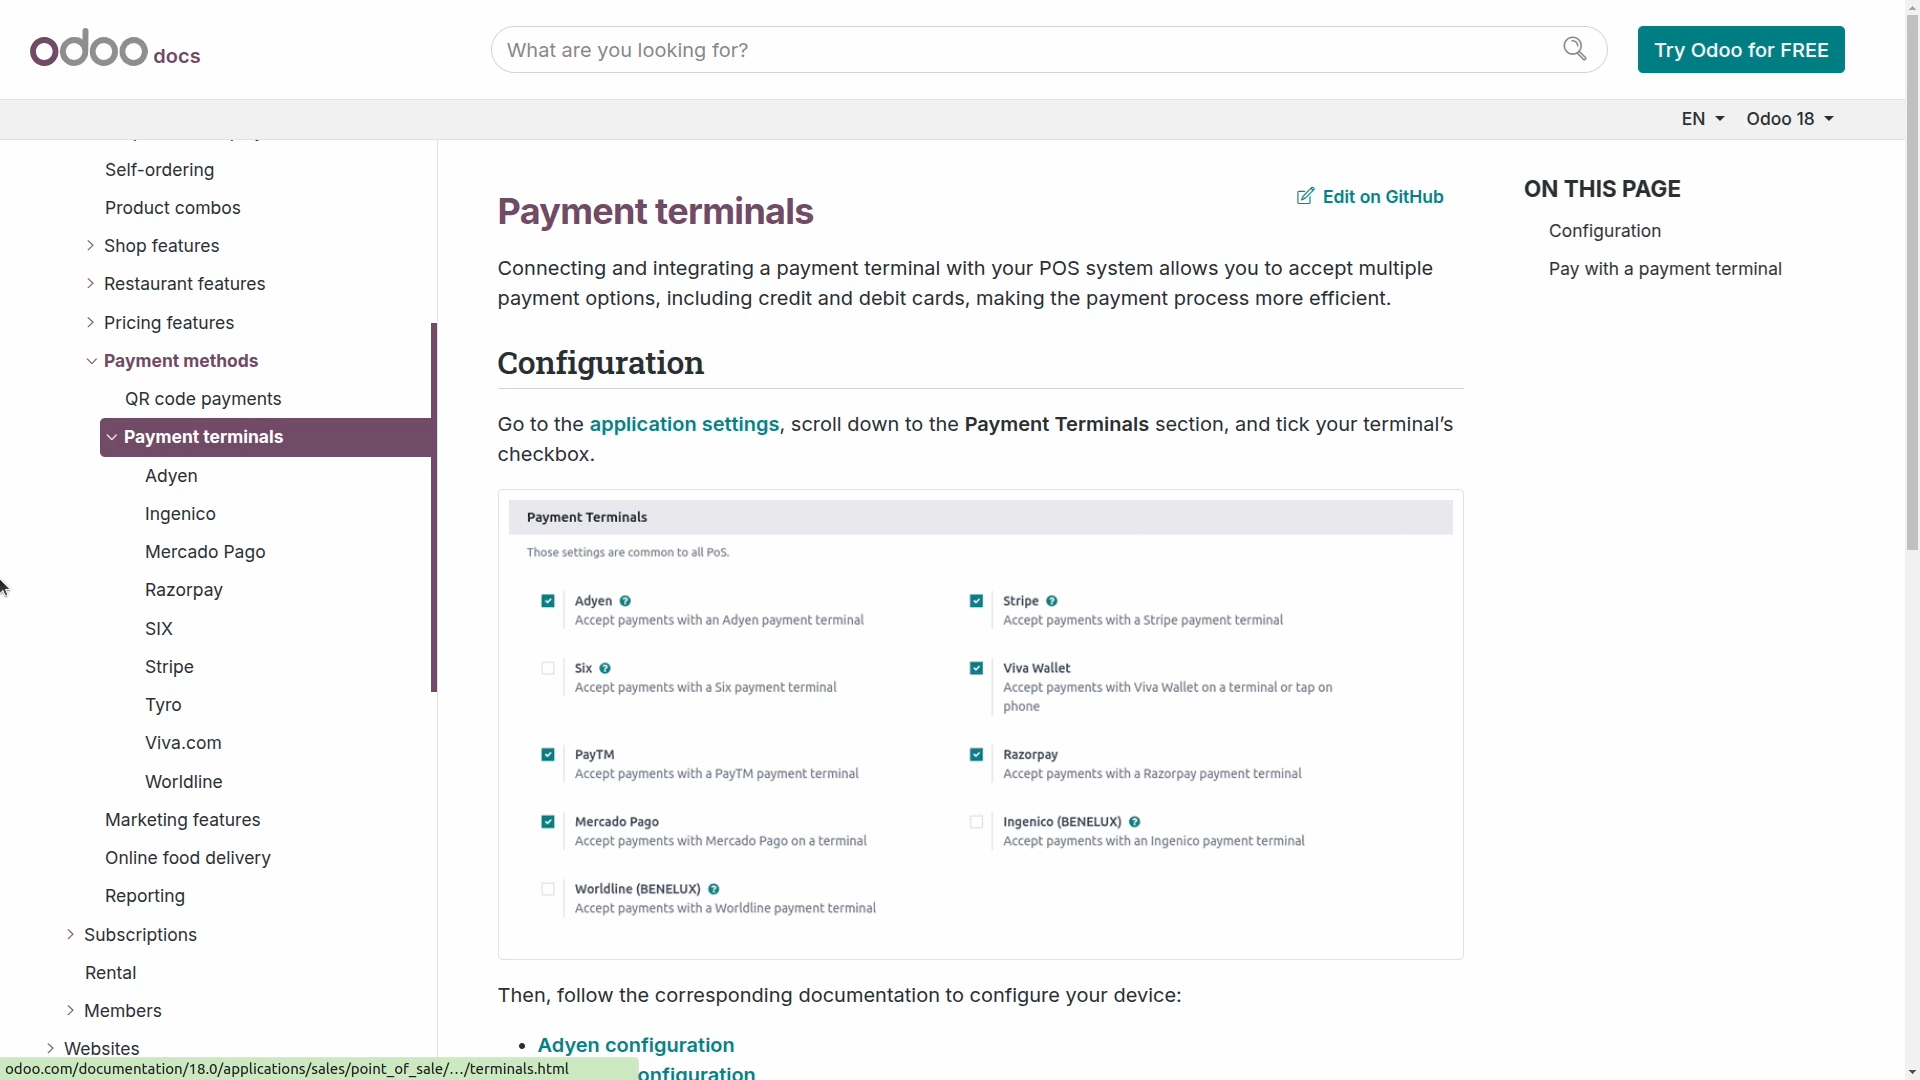 odoo docs
What are you looking for?
Try Odoo for FREE
EN
Odoo 18
Self-ordering
Product combos
Shop features
Restaurant features
Pricing features
Payment methods
QR code payments
Payment terminals
Adyen
Ingenico
Mercado Pago
Razorpay
SIX
Stripe
Tyro
Viva.com
Worldline
Marketing features
Online food delivery
Reporting
Subscriptions
Rental
Members
Websites
odoo.com/documentation/18.0/applications/sales/point_of_sale/.../terminals.html
Payment terminals
Edit on GitHub
Connecting and integrating a payment terminal with your POS system allows you to accept multiple
payment options, including credit and debit cards, making the payment process more efficient.
Configuration
Go to the application settings, scroll down to the Payment Terminals section, and tick your terminal’s
checkbox.
Payment Terminals
Those settings are common to all PoS.
Adyen
Accept payments with an Adyen payment terminal
Stripe
Accept payments with a Stripe payment terminal
Six
Accept payments with a Six payment terminal
Viva Wallet
Accept payments with Viva Wallet on a terminal or tap on
phone
PayTM
Accept payments with a PayTM payment terminal
Razorpay
Accept payments with a Razorpay payment terminal
Mercado Pago
Accept payments with Mercado Pago on a terminal
Ingenico (BENELUX)
Accept payments with an Ingenico payment terminal
Worldline (BENELUX)
Accept payments with a Worldline payment terminal
Then, follow the corresponding documentation to configure your device:
• Adyen configuration
onfiguration
ON THIS PAGE
Configuration
Pay with a payment terminal